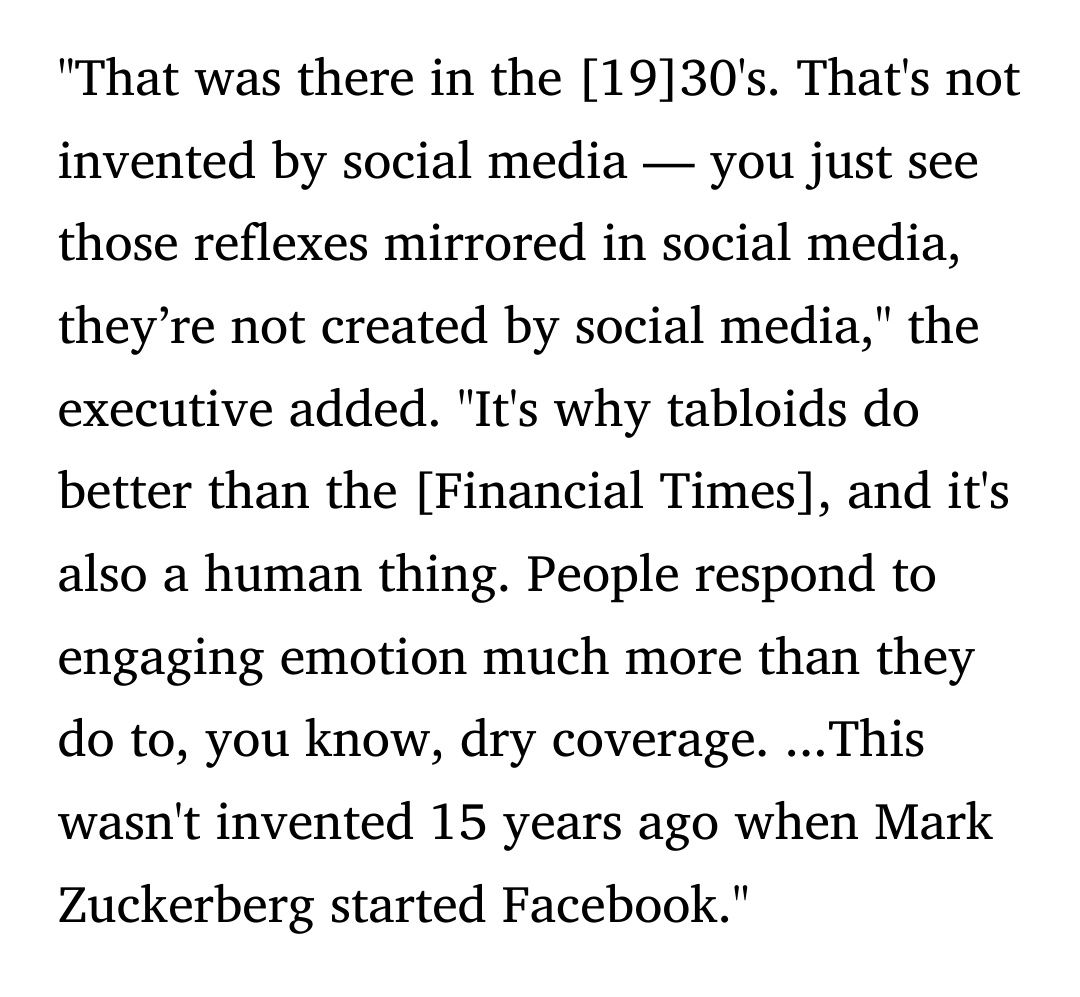 "That was there in the [19]30's. That's not
invented by social media — you just see
those reflexes mirrored in social media,
they’re not created by social media," the
executive added. "It's why tabloids do
better than the [Financial Times], and it's
also a human thing. People respond to
engaging emotion much more than they
do to, you know, dry coverage. ...This
wasn't invented 15 years ago when Mark
Zuckerberg started Facebook."